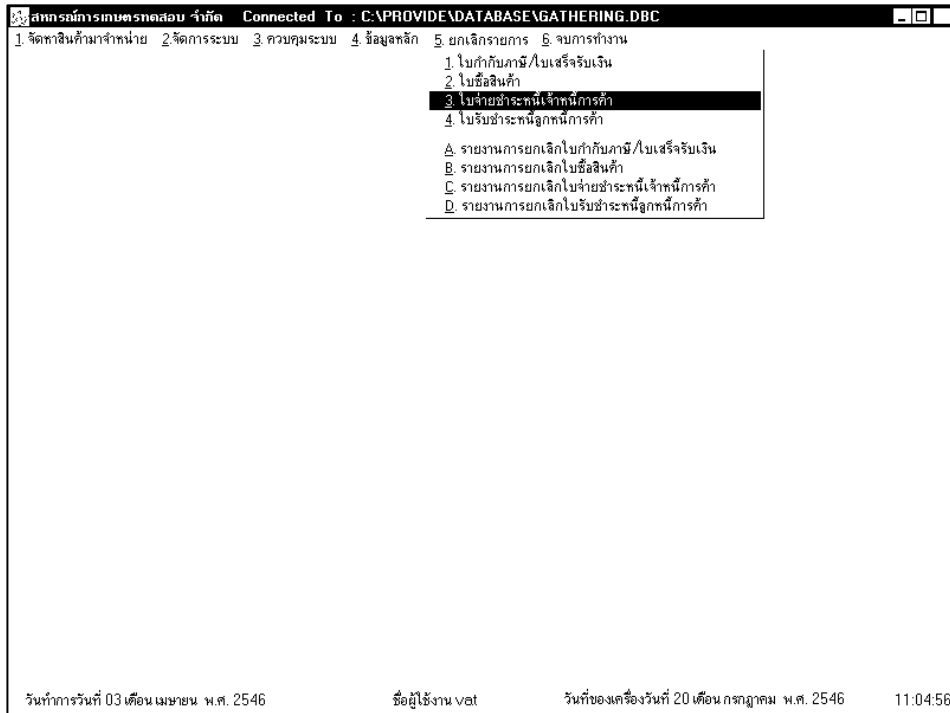 สหกรณ์การเกษตรทดสอบ จำกัด Connected To : C:\PROVIDE\DATABASE\GATHERING.DBC
1. จัดหาสินค้ามาจำหน่าย 2.จัดการระบบ 3. ควบคุมระบบ 4. ข้อมูลหลัก 5. ยกเลิกรายการ 6. จบการทำงาน
1. ใบกำกับภาษี/ใบเสร็จรับเงิน
2. ใบซื้อสินค้า
3. ใบจ่ายชำระหนี้เจ้าหนี้การค้า
4. ใบรับชำระหนี้ลูกหนี้การค้า
A. รายงานการยกเลิกใบกำกับภาษี/ใบเสร็จรับเงิน
B. รายงานการยกเลิกใบซื้อสินค้า
C. รายงานการยกเลิกใบจ่ายชำระหนี้เจ้าหนี้การค้า
D. รายงานการยกเลิกใบรับชำระหนี้ลูกหนี้การค้า
วันทำการวันที่ 03 เดือน เมษายน พ.ศ. 2546 ชื่อผู้ใช้งาน vat วันที่ของเครื่องวันที่ 20 เดือน กรกฎาคม พ.ศ. 2546 11:04:56